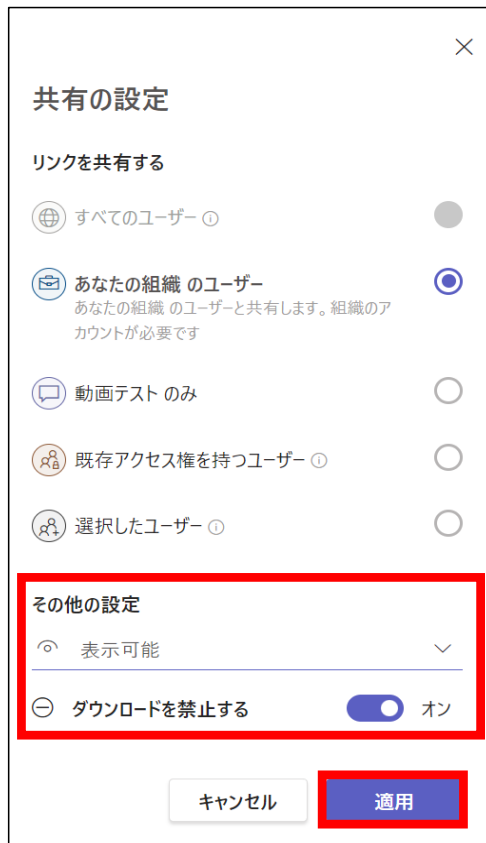 共有の設定
リンクを共有する
すべてのユーザー
あなたの組織 のユーザー
あなたの組織 のユーザーと共有します。組織のア
カウントが必要です
動画テスト のみ
既存アクセス権を持つユーザー
選択したユーザー
その他の設定
表示可能
ダウンロードを禁止する オン
キャンセル 適用